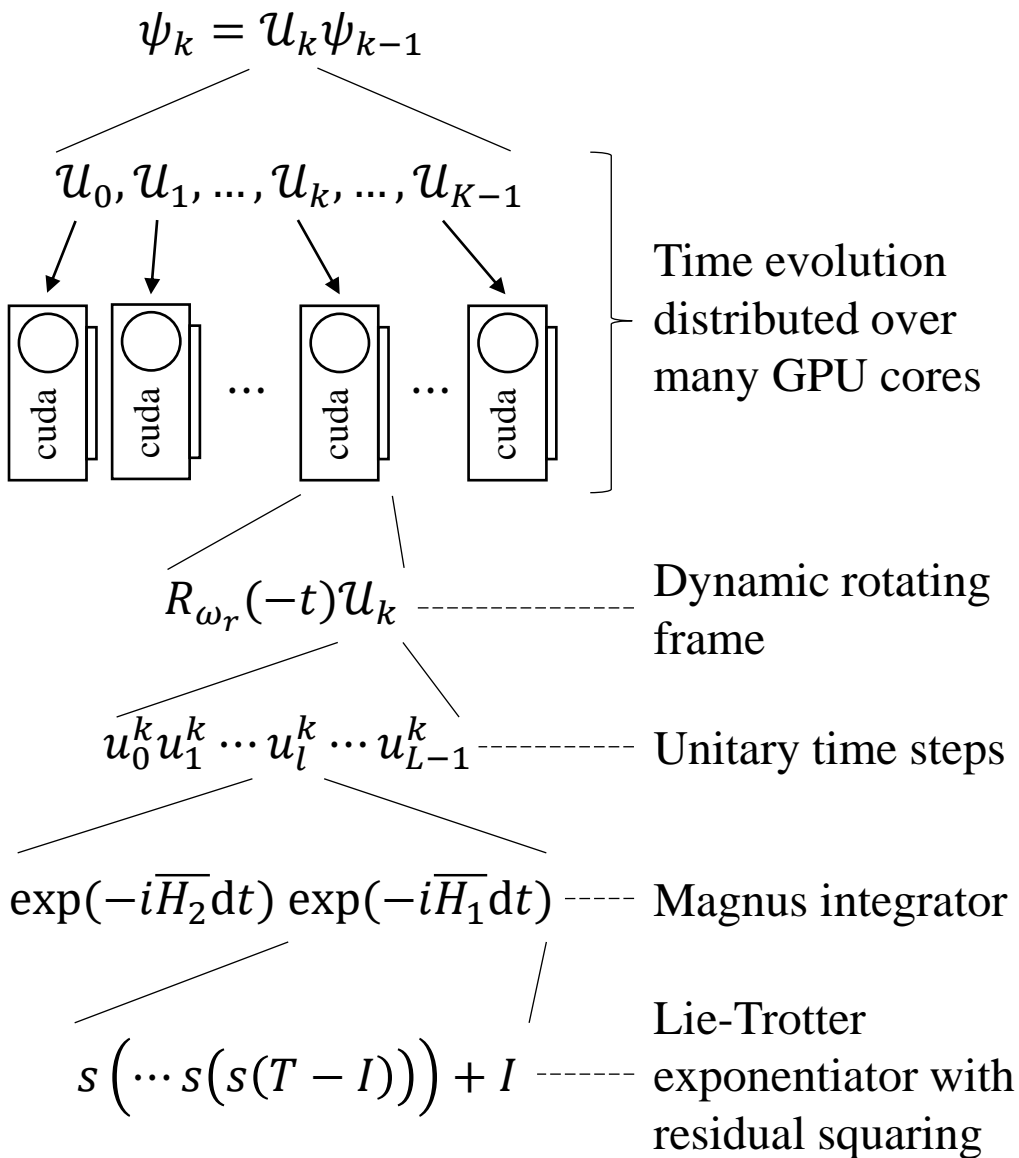 ψ_k = 𝒰_kψ_{k−1}
𝒰_0, 𝒰_1, …, 𝒰_k, …, 𝒰_{K−1}
Time evolution
distributed over
many GPU cores
cuda
cuda
...
cuda
...
cuda
R_{ω_r}(−t)𝒰_k
Dynamic rotating
frame
u_0^k u_1^k ⋯ u_l^k ⋯ u_{L−1}^k
Unitary time steps
exp(−i\overline{H_2}dt) exp(−i\overline{H_1}dt)
Magnus integrator
s(⋯ s(s(T − I))) + I
Lie-Trotter
exponentiator with
residual squaring